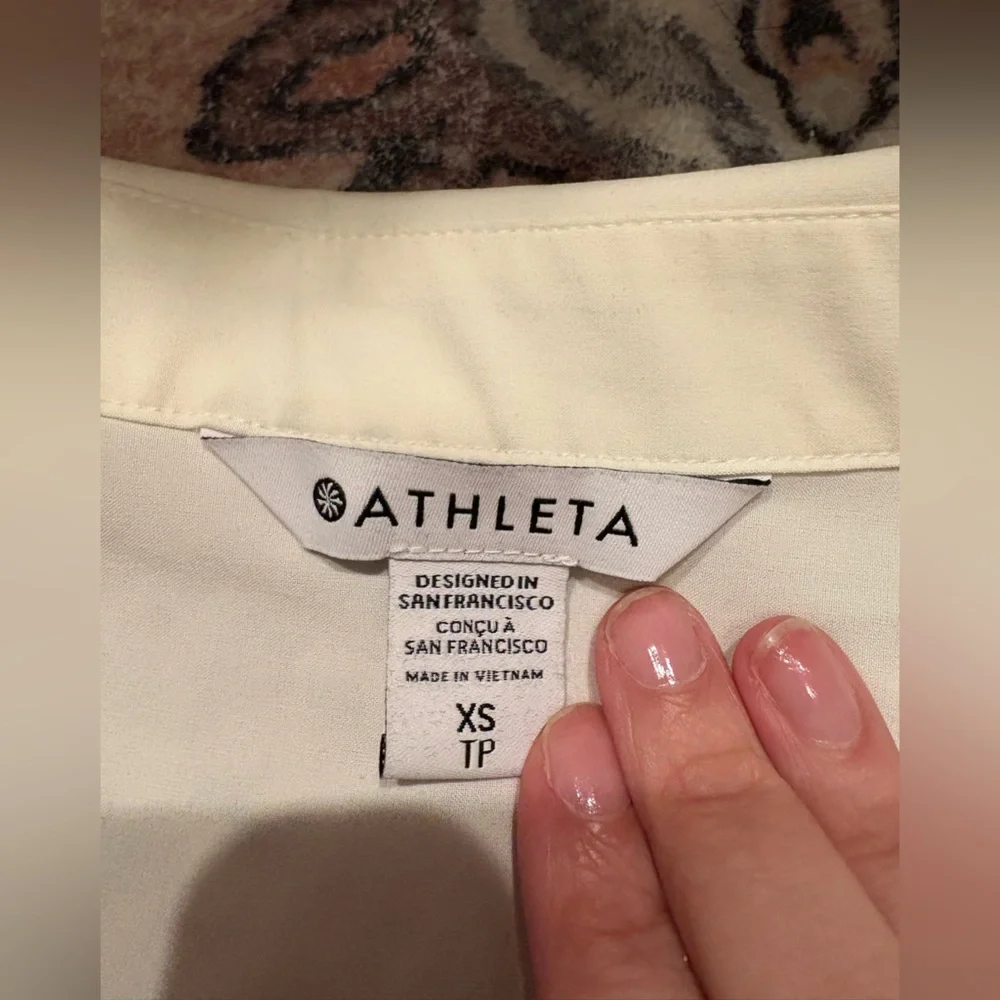 ATHLETA
DESIGNED IN
SAN FRANCISCO
CONÇU À
SAN FRANCISCO
MADE IN VIETNAM
XS
TP